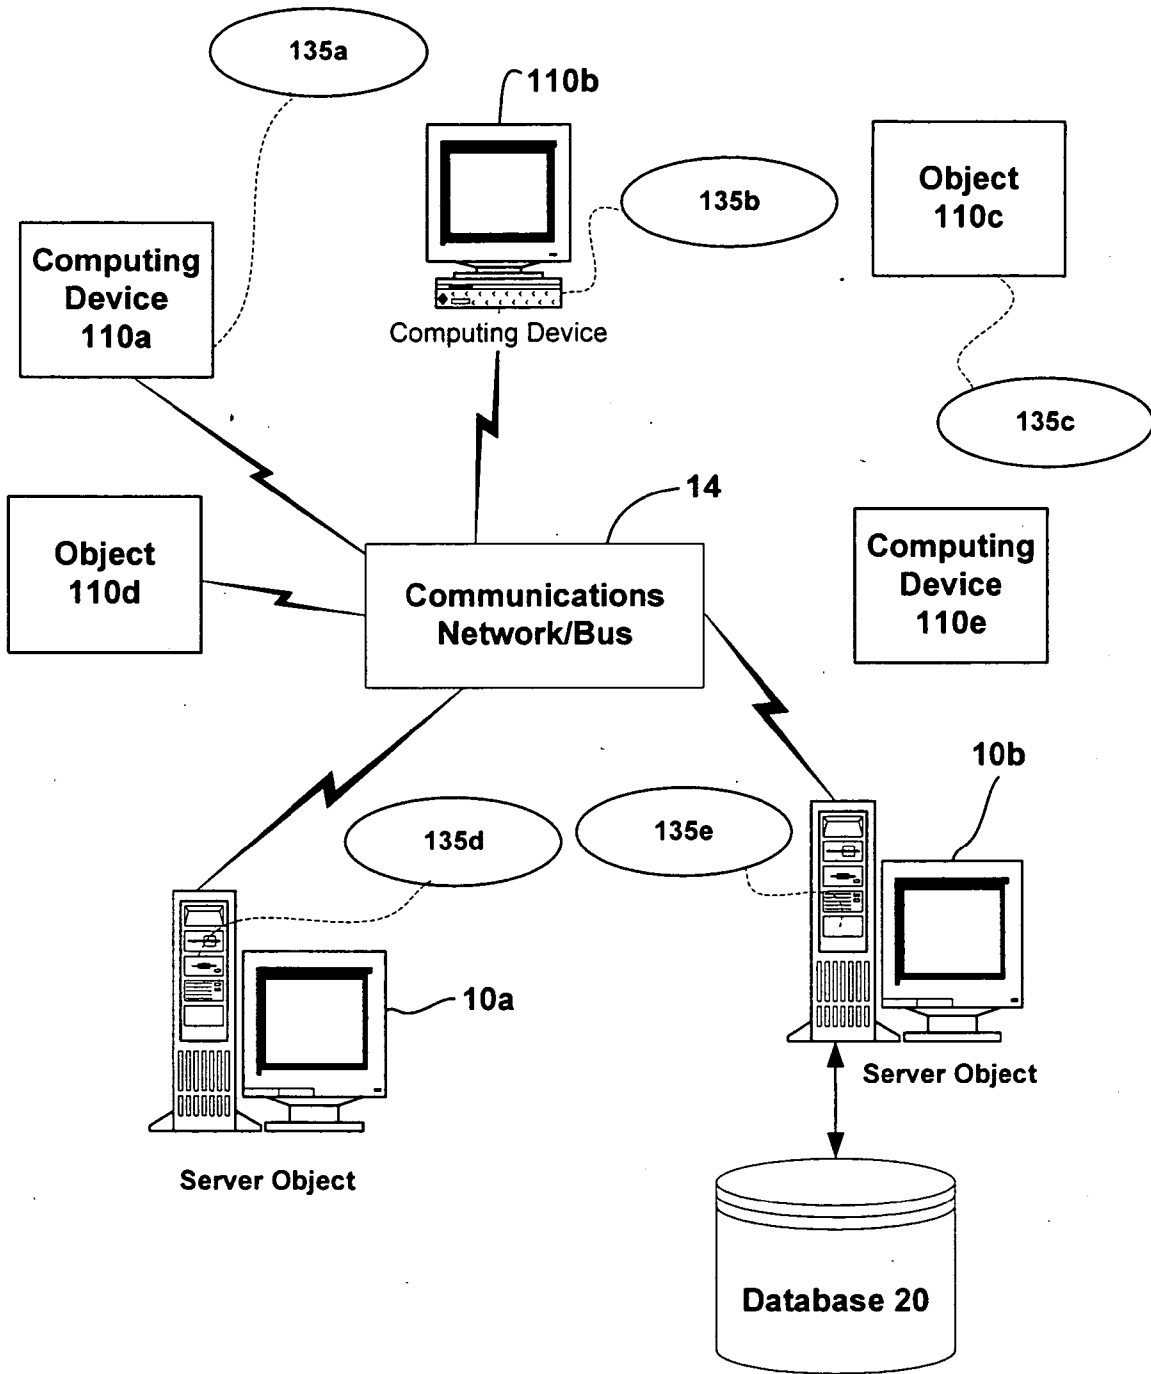 135a
110b
135b
Object
110c
Computing
Device
110a
Computing Device
135c
14
Object
110d
Communications
Network/Bus
Computing
Device
110e
10b
135d
135e
10a
Server Object
Server Object
Database 20